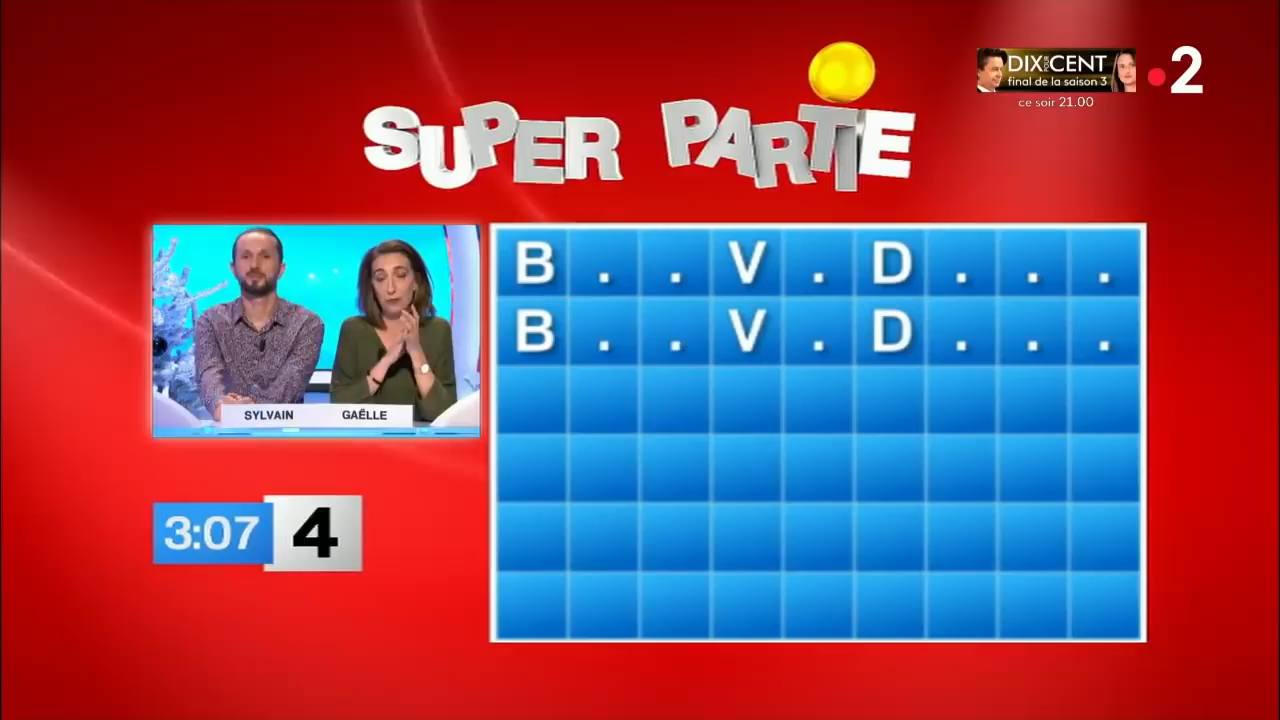 DIX POUR CENT
final de la saison 3
2
ce soir 21.00
SUPER PARTIE
B . . V . D . . .
B . . V . D . . .
SYLVAIN GAËLLE
3:07 4